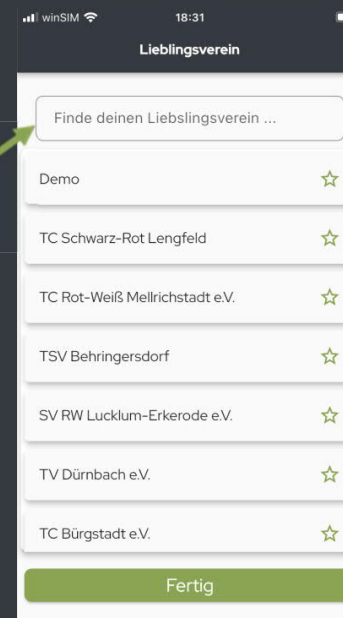 winSIM 18:31
Lieblingsverein
Finde deinen Liebslingsverein ...
Demo
TC Schwarz-Rot Lengfeld
TC Rot-Weiß Mellrichstadt e.V.
TSV Behringersdorf
SV RW Lucklum-Erkerode e.V.
TV Dürnbach e.V.
TC Bürgstadt e.V.
Fertig